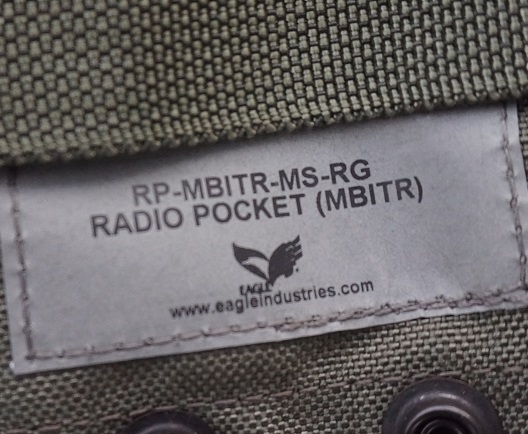 RP-MBITR-MS-RG
RADIO POCKET (MBITR)
EAGLE
www.eagleindustries.com